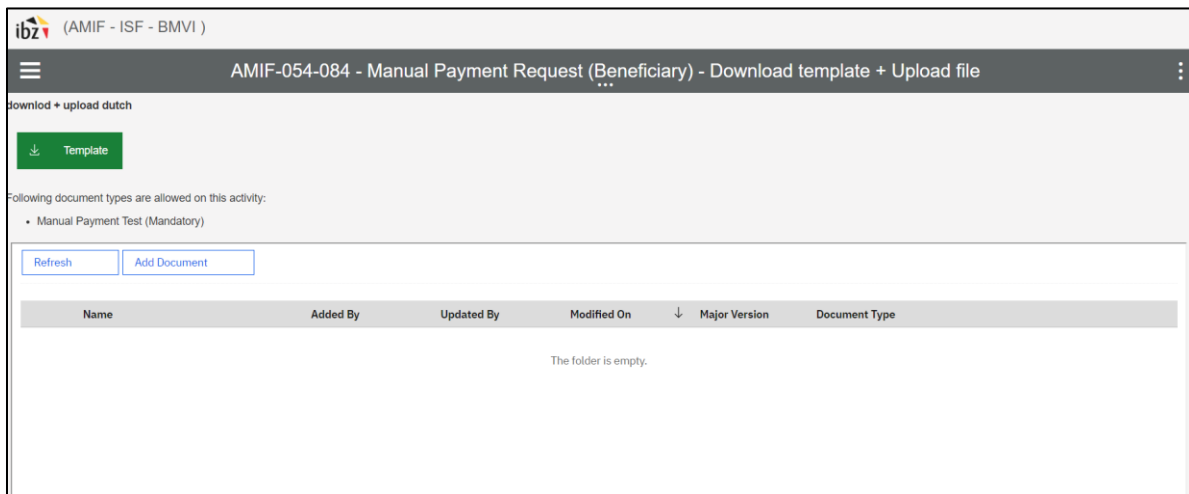 ibz (AMIF - ISF - BMVI )
AMIF-054-084 - Manual Payment Request (Beneficiary) - Download template + Upload file
downlod + upload dutch
Template
Following document types are allowed on this activity:
• Manual Payment Test (Mandatory)
Refresh Add Document
Name Added By Updated By Modified On ↓ Major Version Document Type
The folder is empty.